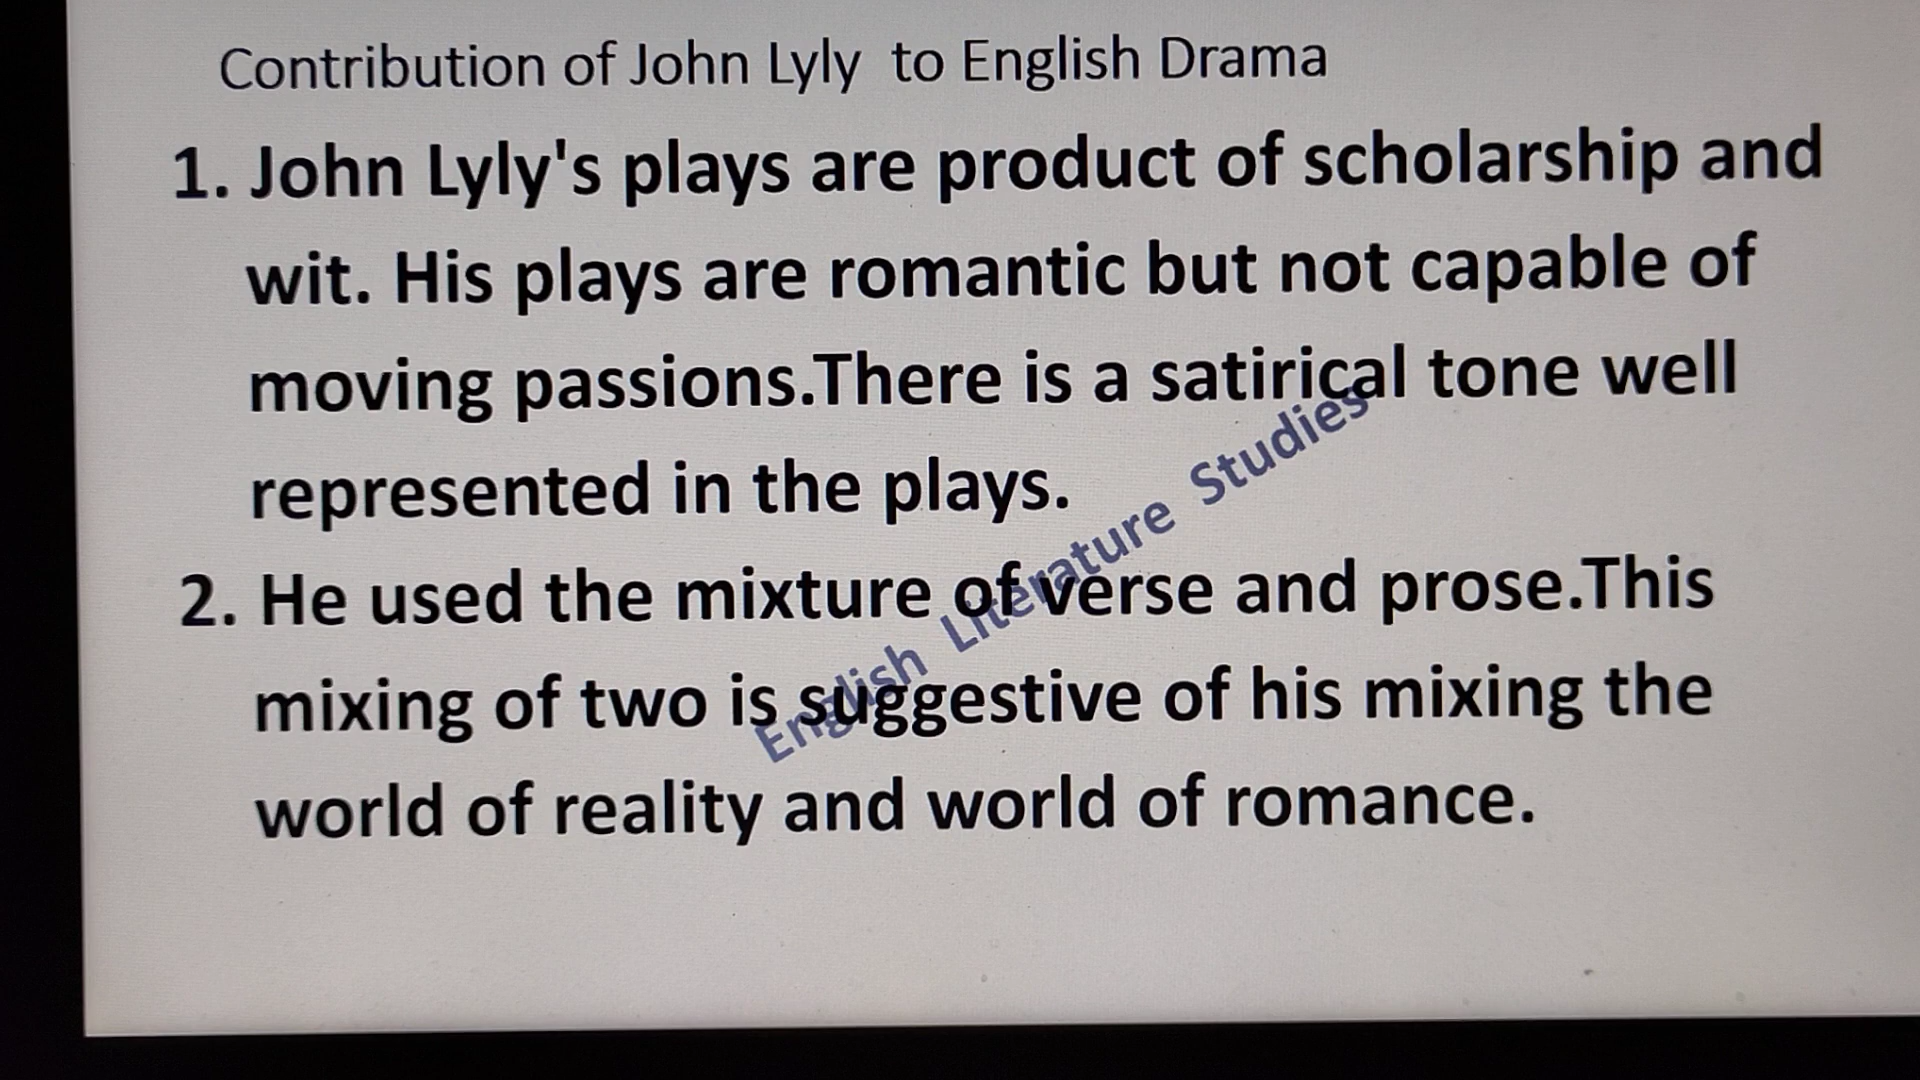 Contribution of John Lyly to English Drama
1. John Lyly's plays are product of scholarship and
wit. His plays are romantic but not capable of
moving passions.There is a satirical tone well
represented in the plays.
2. He used the mixture of verse and prose.This
mixing of two is suggestive of his mixing the
world of reality and world of romance.
English Literature Studies